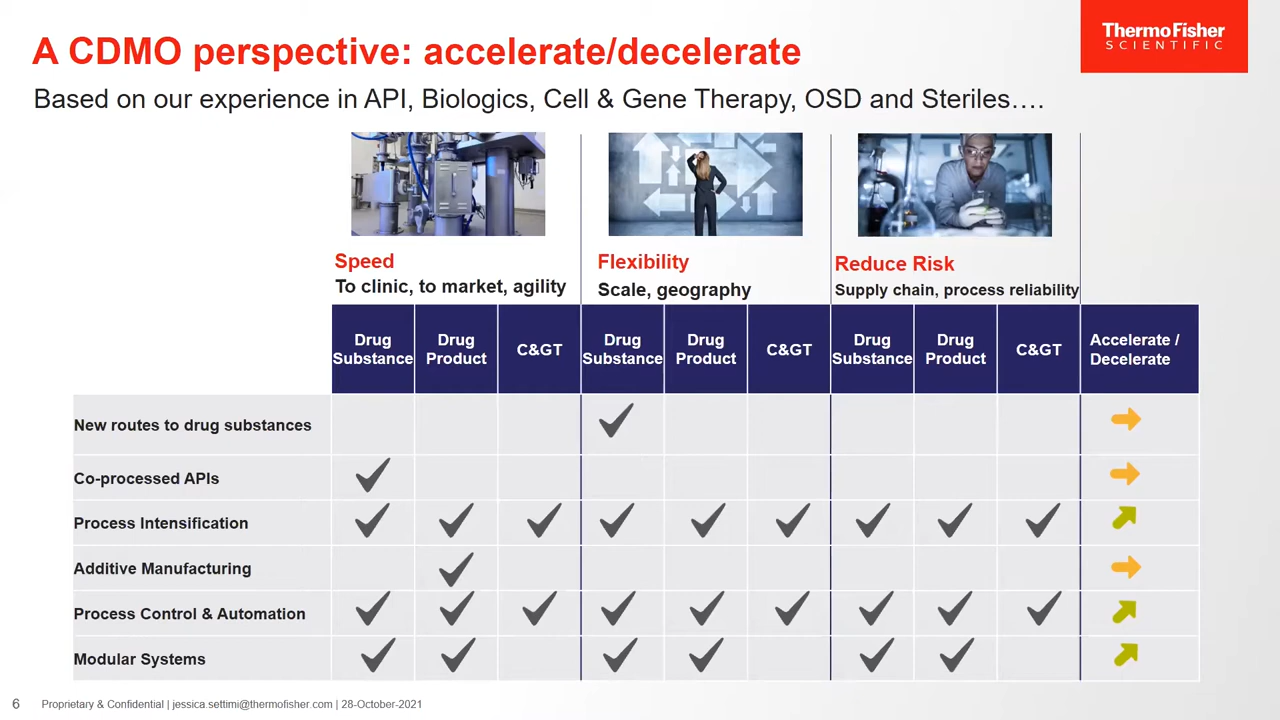 A CDMO perspective: accelerate/decelerate
ThermoFisher
SCIENTIFIC
Based on our experience in API, Biologics, Cell & Gene Therapy, OSD and Steriles….
Speed
To clinic, to market, agility
Flexibility
Scale, geography
Reduce Risk
Supply chain, process reliability
Drug Substance
Drug Product
C&GT
Drug Substance
Drug Product
C&GT
Drug Substance
Drug Product
C&GT
Accelerate / Decelerate
New routes to drug substances
Co-processed APIs
Process Intensification
Additive Manufacturing
Process Control & Automation
Modular Systems
6
Proprietary & Confidential | jessica.settimi@thermofisher.com | 28-October-2021